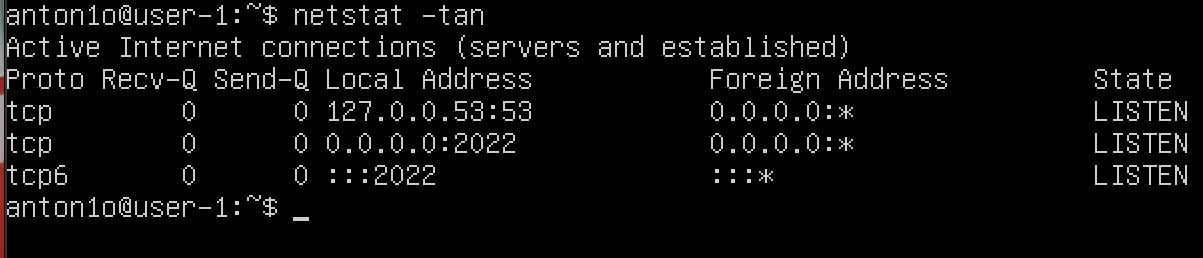 anton1o@user-1:~$ netstat -tan
Active Internet connections (servers and established)
Proto Recv-Q Send-Q Local Address           Foreign Address         State
tcp        0      0 127.0.0.53:53           0.0.0.0:*               LISTEN
tcp        0      0 0.0.0.0:2022            0.0.0.0:*               LISTEN
tcp6       0      0 :::2022                 :::*                    LISTEN
anton1o@user-1:~$ _